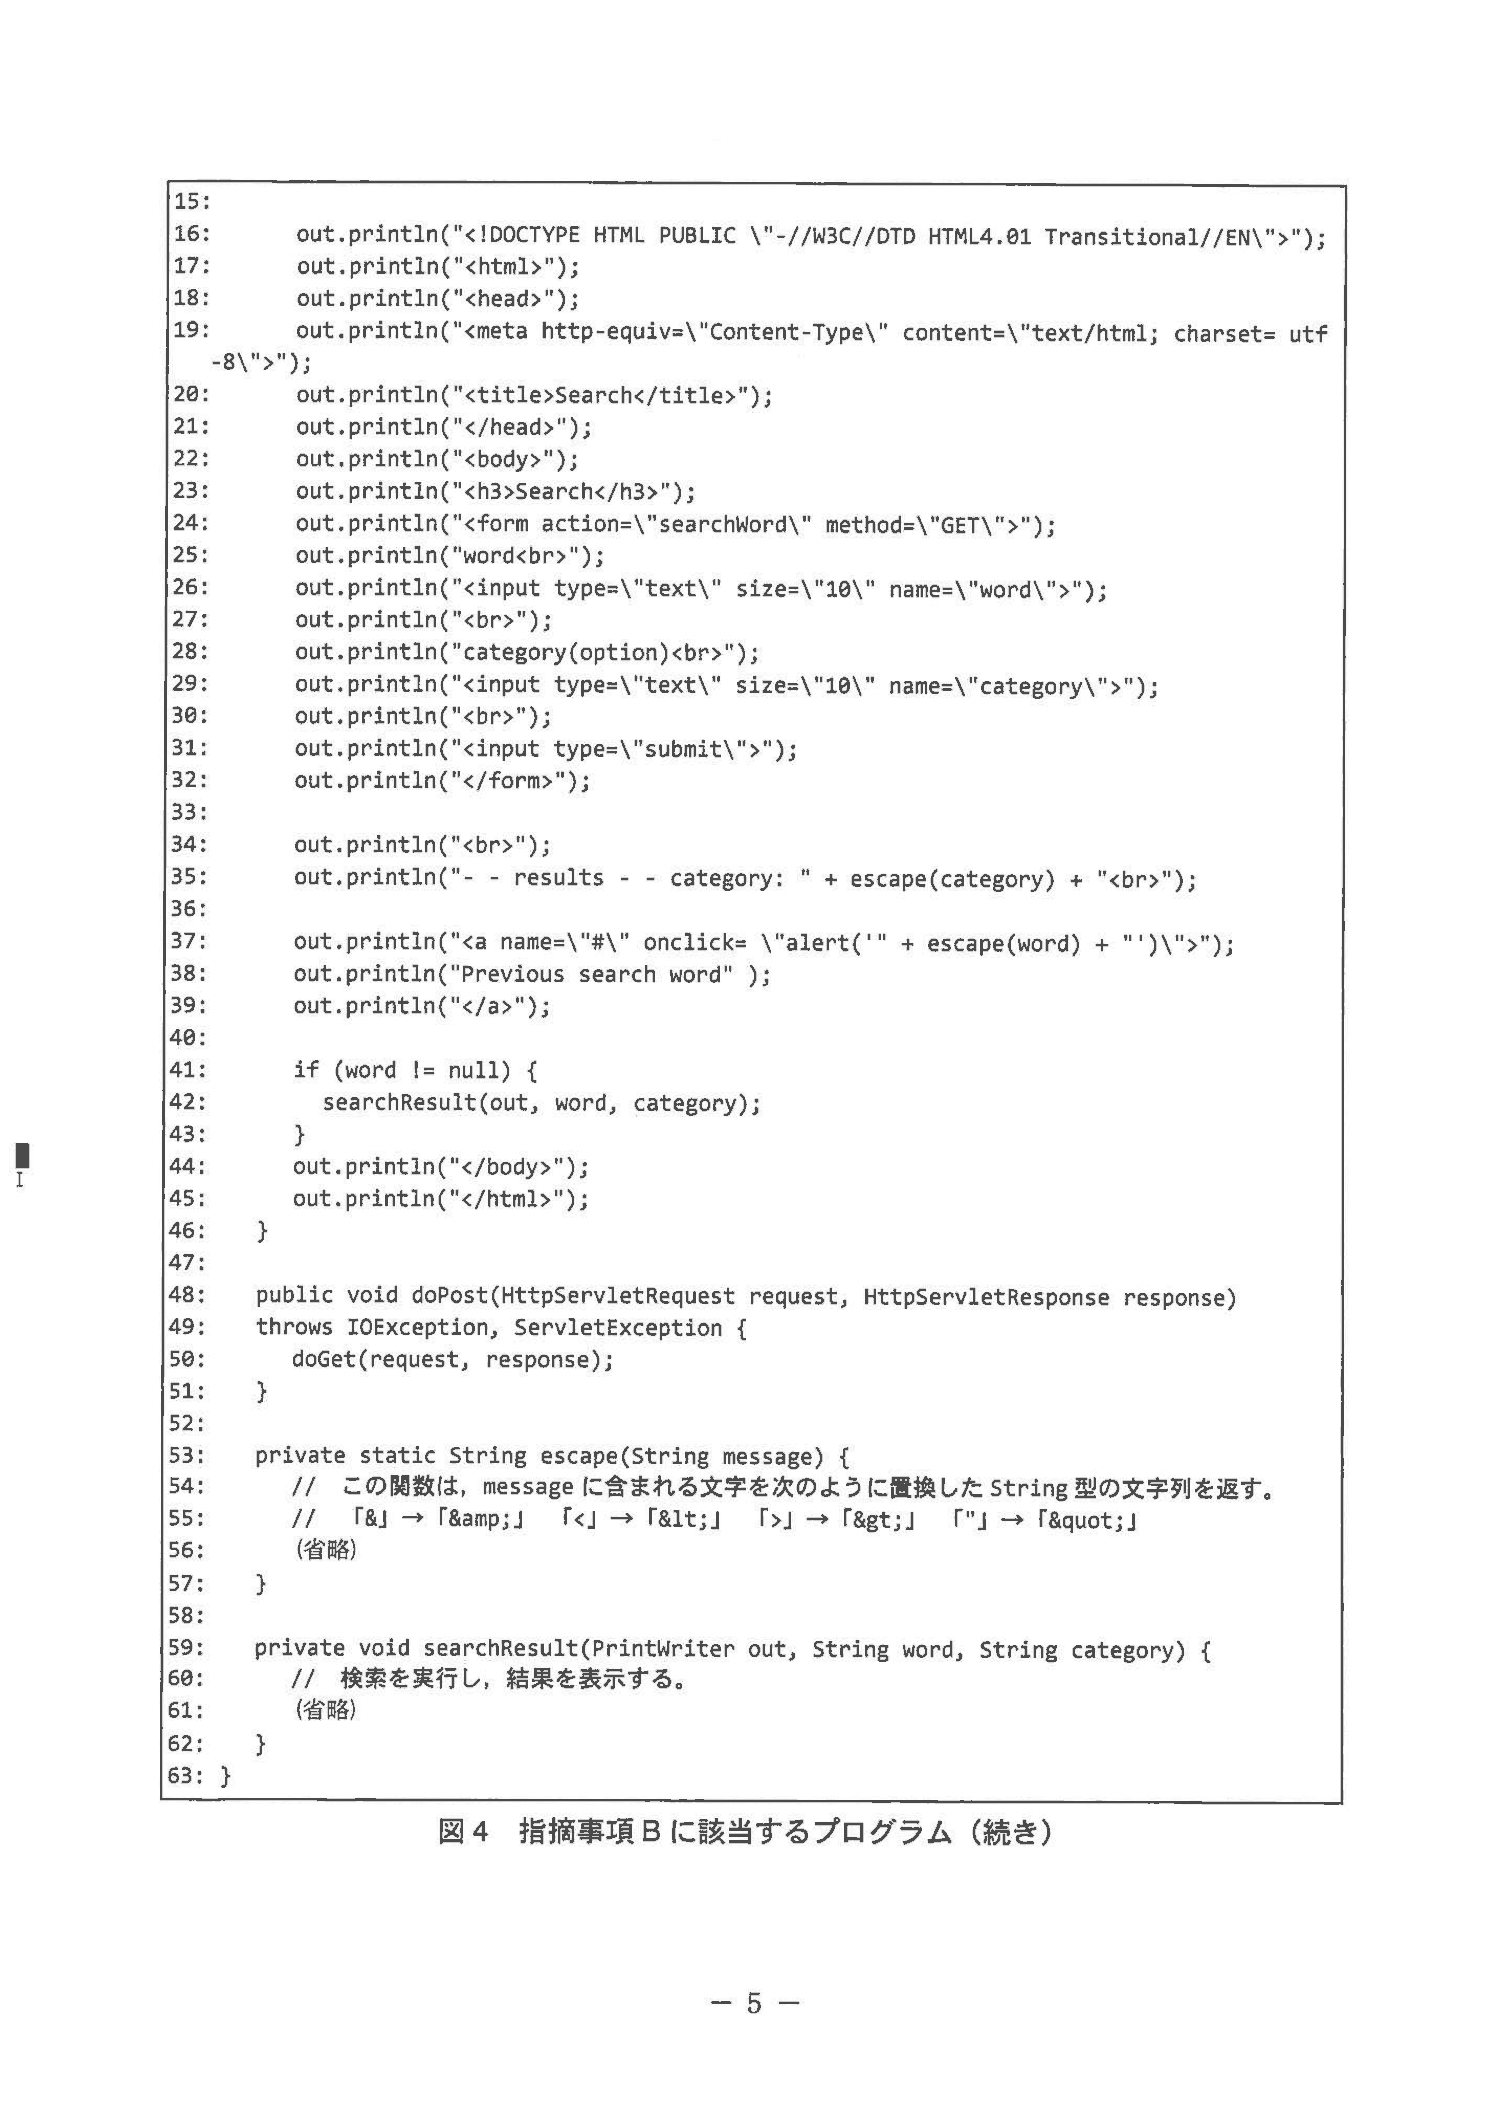 15:
16: out.println("<!DOCTYPE HTML PUBLIC \"-//W3C//DTD HTML4.01 Transitional//EN\">");
17: out.println("<html>");
18: out.println("<head>");
19: out.println("<meta http-equiv=\"Content-Type\" content=\"text/html; charset= utf
-8\">");
20: out.println("<title>Search</title>");
21: out.println("</head>");
22: out.println("<body>");
23: out.println("<h3>Search</h3>");
24: out.println("<form action=\"searchWord\" method=\"GET\">");
25: out.println("word<br>");
26: out.println("<input type=\"text\" size=\"10\" name=\"word\">");
27: out.println("<br>");
28: out.println("category(option)<br>");
29: out.println("<input type=\"text\" size=\"10\" name=\"category\">");
30: out.println("<br>");
31: out.println("<input type=\"submit\">");
32: out.println("</form>");
33:
34: out.println("<br>");
35: out.println("- - results - - category: " + escape(category) + "<br>");
36:
37: out.println("<a name=\"#\" onclick= \"alert('" + escape(word) + "')\">");
38: out.println("Previous search word" );
39: out.println("</a>");
40:
41: if (word != null) {
42: searchResult(out, word, category);
43: }
44: out.println("</body>");
45: out.println("</html>");
46: }
47:
48: public void doPost(HttpServletRequest request, HttpServletResponse response)
49: throws IOException, ServletException {
50: doGet(request, response);
51: }
52:
53: private static String escape(String message) {
54: // この関数は，message に含まれる文字を次のように置換した String 型の文字列を返す。
55: // 「&」→「&amp;」 「<」→「&lt;」 「>」→「&gt;」 「"」→「&quot;」
56: (省略)
57: }
58:
59: private void searchResult(PrintWriter out, String word, String category) {
60: // 検索を実行し，結果を表示する。
61: (省略)
62: }
63: }
図4 指摘事項 B に該当するプログラム（続き）
I
− 5 −